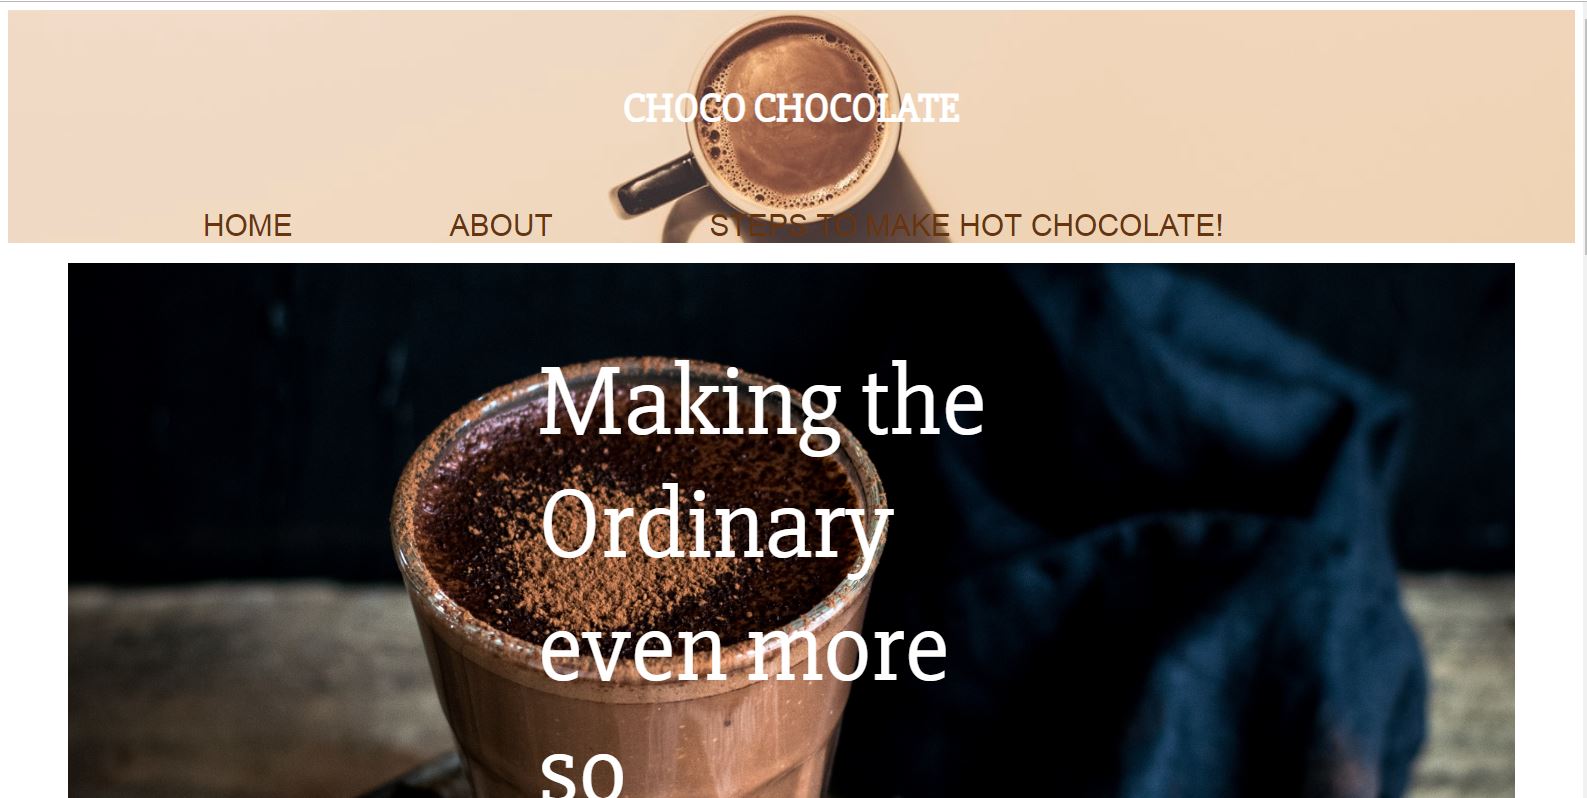 CHOCO CHOCOLATE
HOME ABOUT STEPS TO MAKE HOT CHOCOLATE!
Making the
Ordinary
even more
so